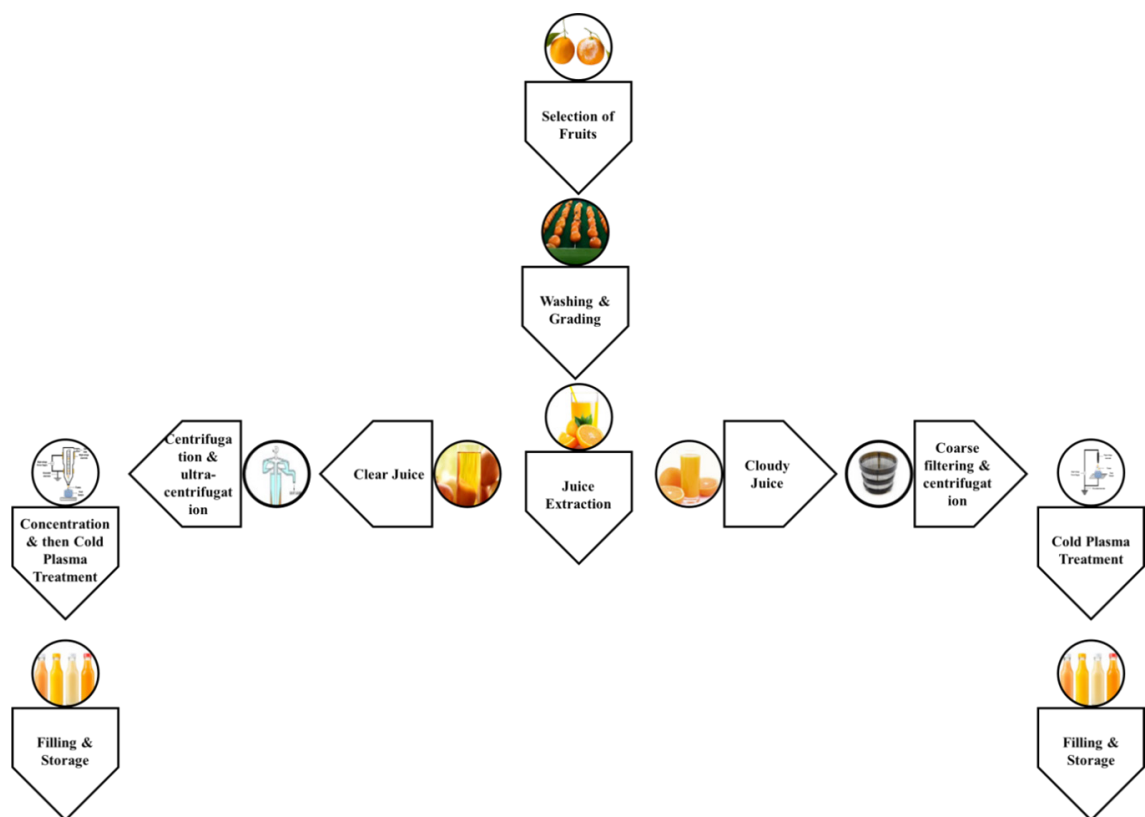 Selection of
Fruits
Washing &
Grading
Juice
Extraction
Clear Juice
Centrifuga
tion &
ultra-
centrifugat
ion
Concentration
& then Cold
Plasma
Treatment
Filling &
Storage
Cloudy
Juice
Coarse
filtering &
centrifugat
ion
Cold Plasma
Treatment
Filling &
Storage